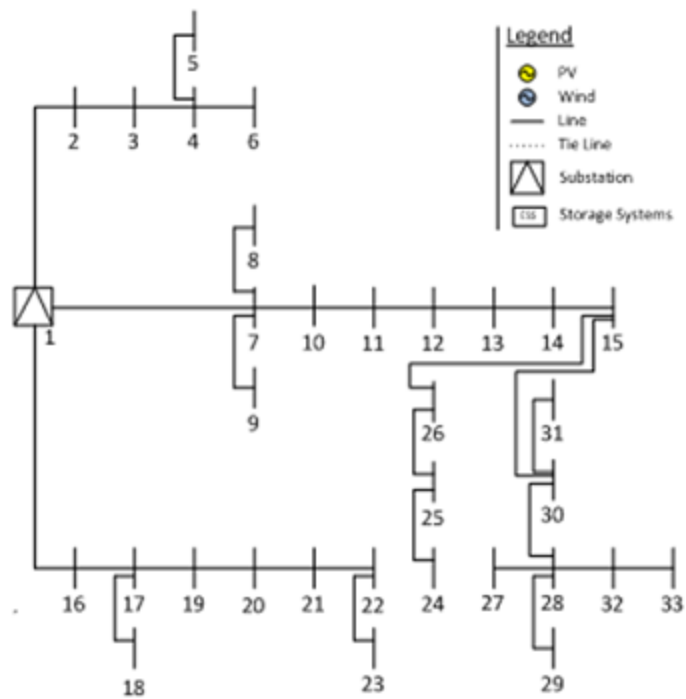 Legend
PV
Wind
Line
Tie Line
Substation
CSS Storage Systems
5
2 3 4 6
8
1
7 10 11 12 13 14 15
9
26 31
25 30
16 17 19 20 21 22 24 27 28 32 33
18 23 29